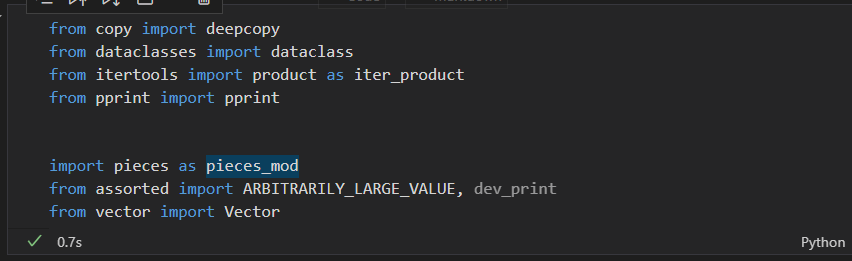 from copy import deepcopy
from dataclasses import dataclass
from itertools import product as iter_product
from pprint import pprint
import pieces as pieces_mod
from assorted import ARBITRARILY_LARGE_VALUE, dev_print
from vector import Vector
0.7s
Python